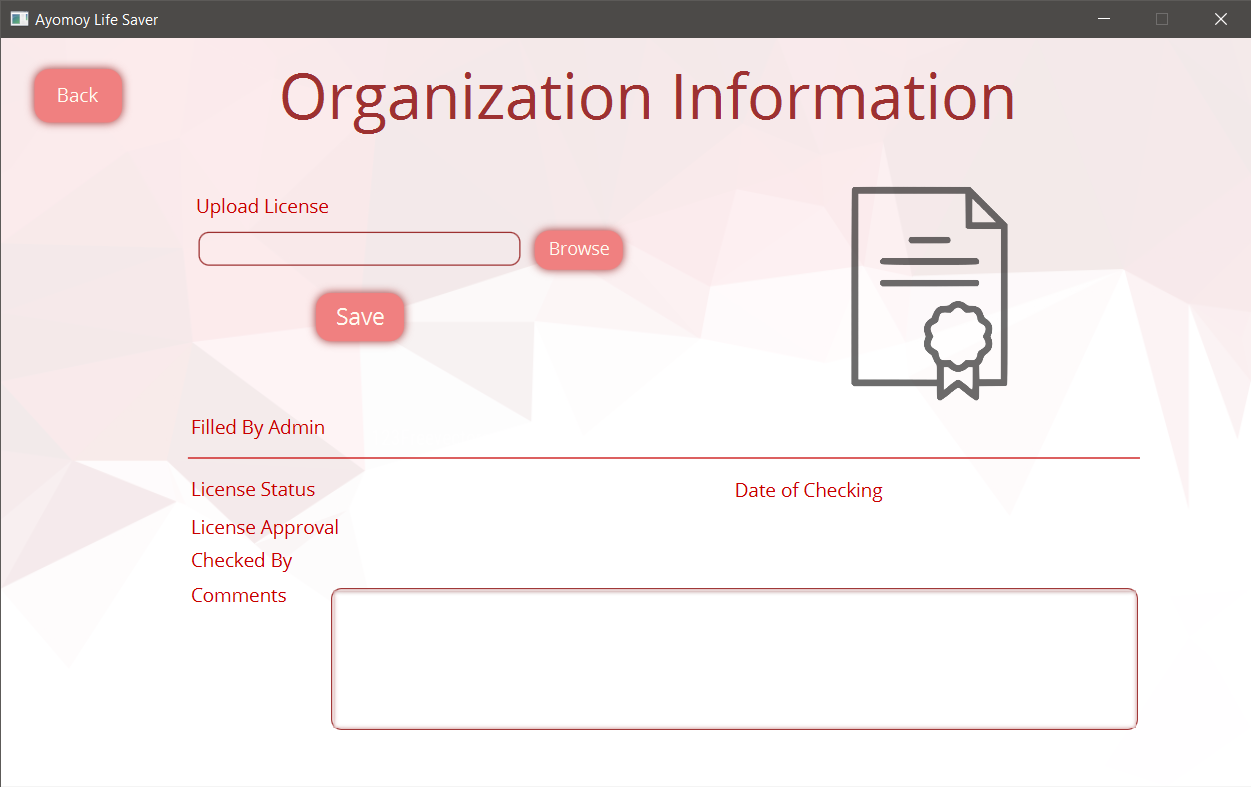 Ayomoy Life Saver
Back
Organization Information
Upload License
Browse
Save
Filled By Admin
License Status
Date of Checking
License Approval
Checked By
Comments